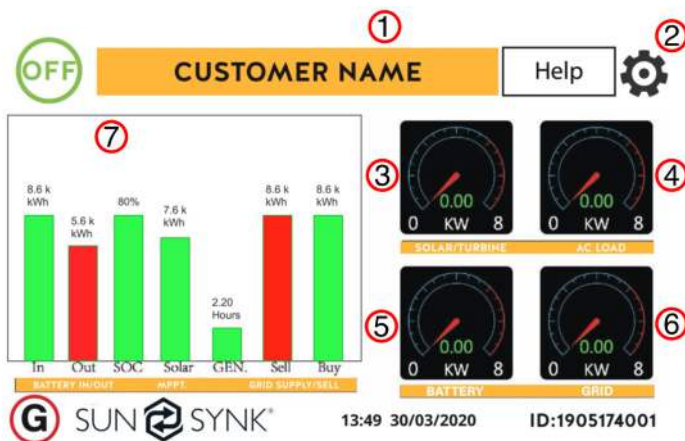 1
2
OFF
CUSTOMER NAME
Help
7
8.6 k
kWh
5.6 k
kWh
80%
7.6 k
kWh
2.20
Hours
8.6 k
kWh
8.6 k
kWh
In Out SOC Solar GEN. Sell Buy
BATTERY IN/OUT MPPT. GRID SUPPLY/SELL
3
0.00
0 KW 8
SOLAR/TURBINE
4
0.00
0 KW 8
AC LOAD
5
0.00
0 KW 8
BATTERY
6
0.00
0 KW 8
GRID
G SUN SYNK®
13:49 30/03/2020
ID:1905174001